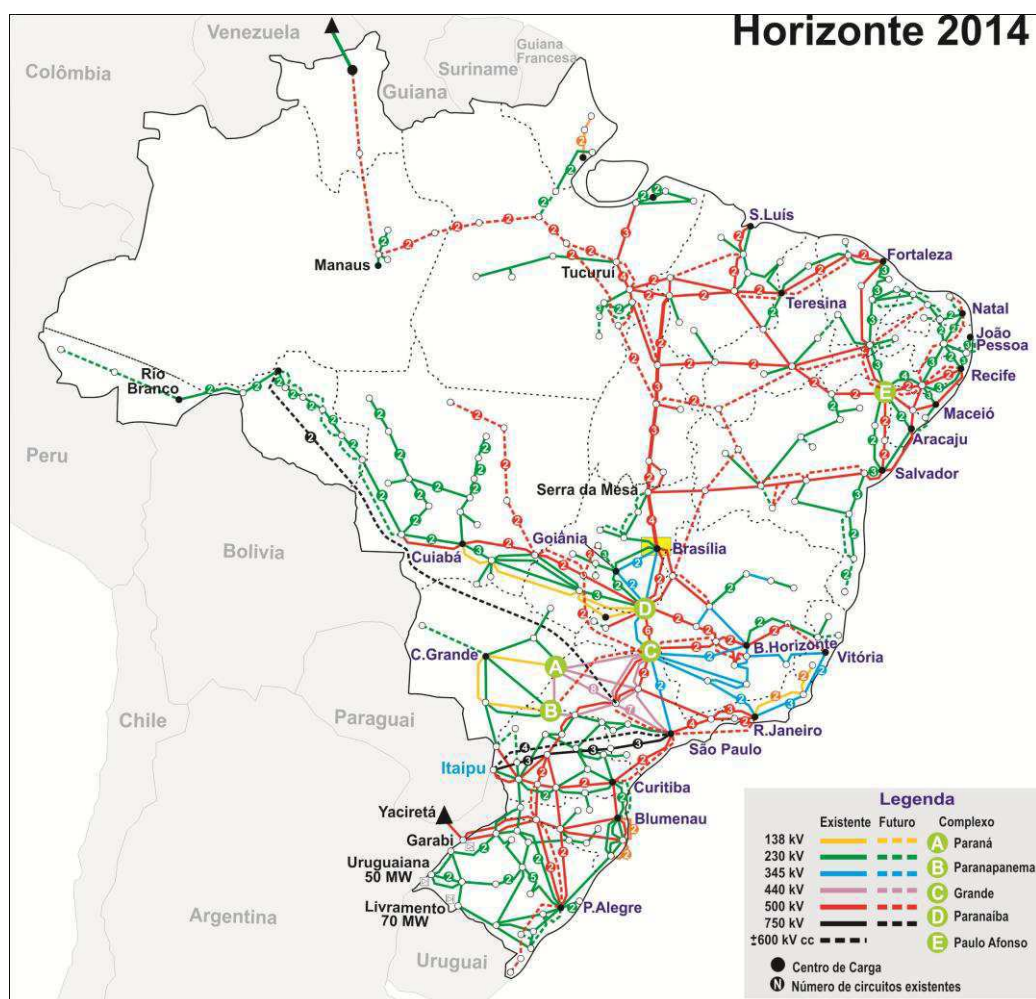 Horizonte 2014
Venezuela
Guiana
Francesa
Colômbia
Suriname
Guiana
S.Luís
Manaus
Tucuruí
Fortaleza
Teresina
Natal
João
Pessoa
Rio
Branco
Recife
E
Maceió
Aracaju
Peru
Salvador
Serra da Mesa
Goiânia
Brasília
Bolivia
Cuiabá
D
C.Grande
A
C
B.Horizonte
Vitória
Chile
Paraguai
B
R.Janeiro
São Paulo
Itaipu
Curitiba
Yaciretá
Blumenau
Garabi
Uruguaiana
50 MW
Livramento
70 MW
P.Alegre
Argentina
Uruguai
Legenda
Existente Futuro Complexo
138 kV A Paraná
230 kV
345 kV B Paranapanema
440 kV C Grande
500 kV D Paranaíba
750 kV
±600 kV cc E Paulo Afonso
Centro de Carga
N Número de circuitos existentes